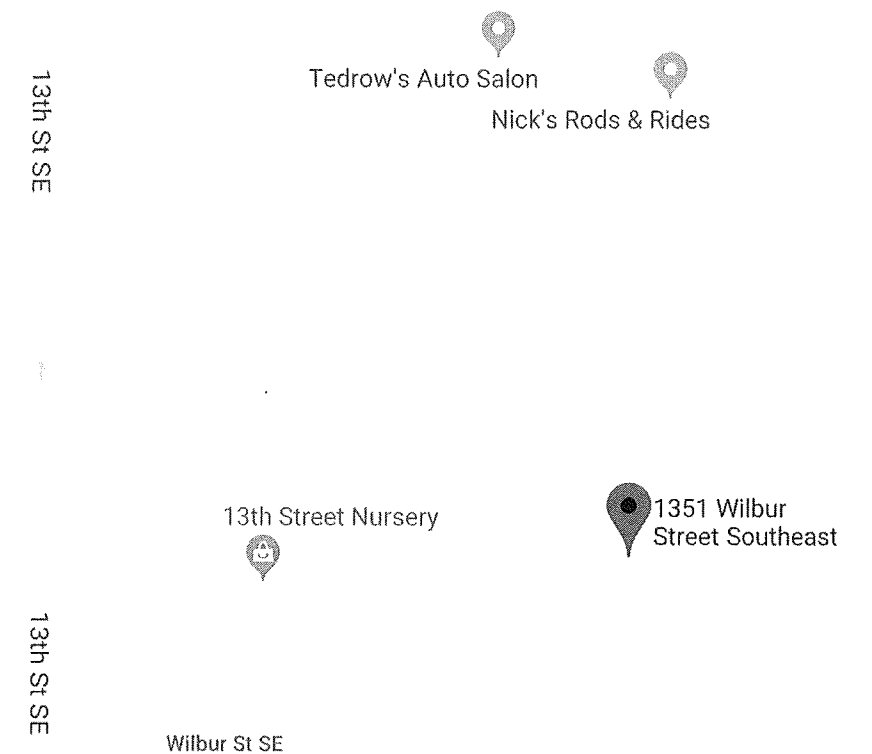 Tedrow's Auto Salon
13th St SE
Nick's Rods & Rides
13th Street Nursery
1351 Wilbur
Street Southeast
13th St SE
Wilbur St SE